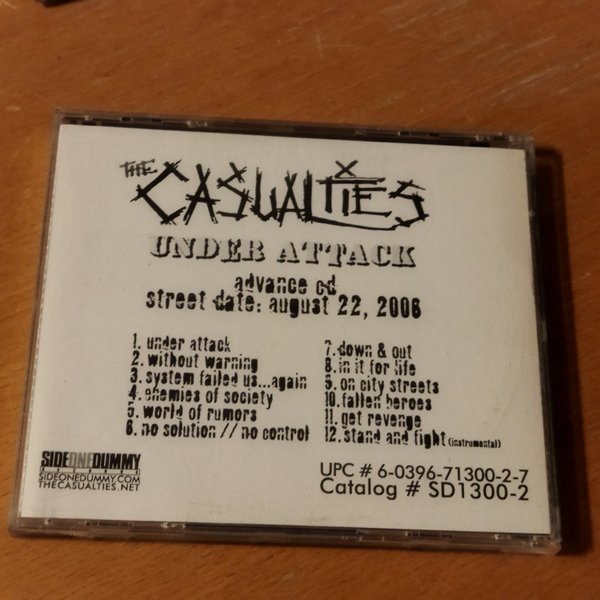 THE CASUALTIES
UNDER ATTACK
advance cd
street date: august 22, 2006
1. under attack
2. without warning
3. system failed us...again
4. enemies of society
5. world of rumors
6. no solution // no control
7. down & out
8. in it for life
9. on city streets
10. fallen heroes
11. get revenge
12. stand and fight (instrumental)
SIDEONEDUMMY
SIDEONEDUMMY.COM
THECASUALTIES.NET
UPC # 6-0396-71300-2-7
Catalog # SD1300-2